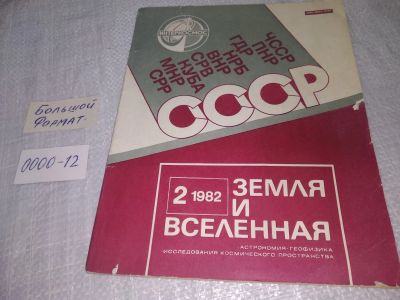 ИНТЕРКОСМОС
ЧССР
ПНР
НРБ
ГДР
ВНР
СРВ
КУБА
МНР
СРР
СССР
2 1982
ЗЕМЛЯ
И
ВСЕЛЕННАЯ
АСТРОНОМИЯ·ГЕОФИЗИКА
ИССЛЕДОВАНИЯ КОСМИЧЕСКОГО ПРОСТРАНСТВА
БОЛЬШОЙ
ФОРМАТ
0000-12